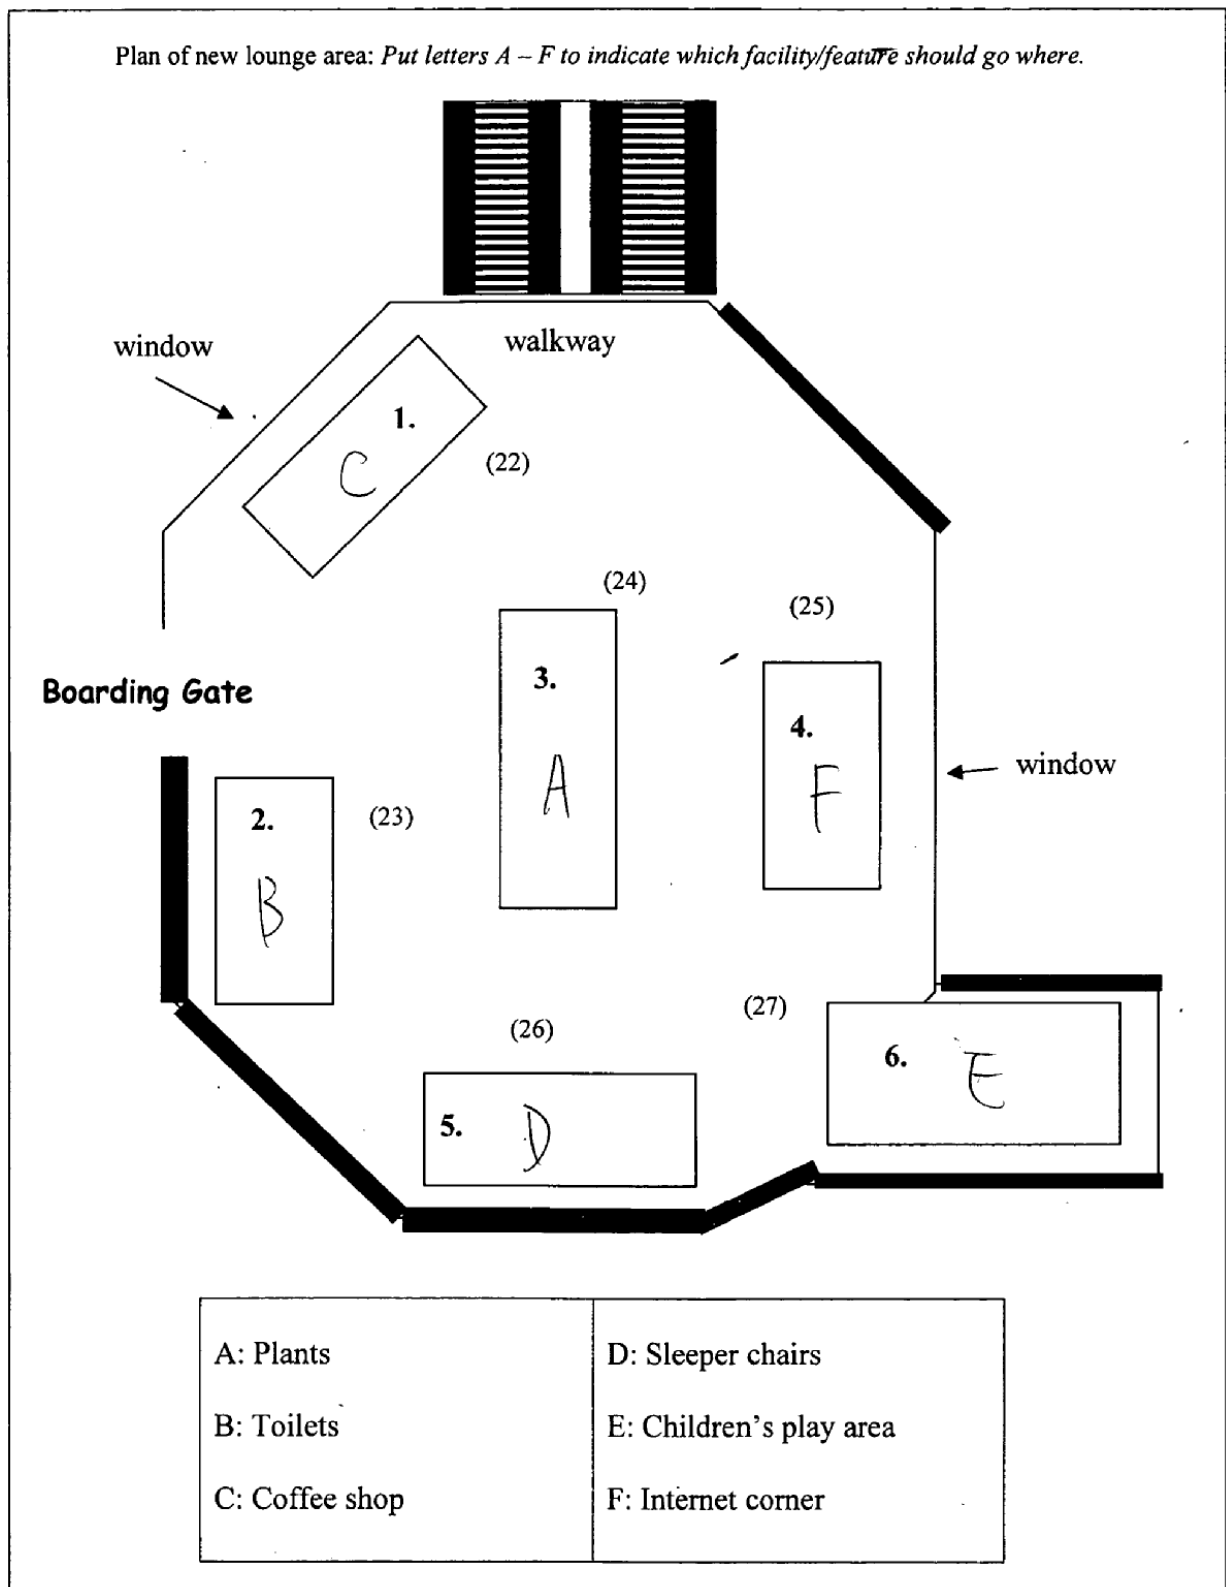 Plan of new lounge area: Put letters A – F to indicate which facility/feature should go where.
walkway
window
1.
C
(22)
(24)
(25)
3.
A
Boarding Gate
4.
F
window
2.
B
(23)
(27)
(26)
6.
E
5.
D
A: Plants
B: Toilets
C: Coffee shop
D: Sleeper chairs
E: Children's play area
F: Internet corner